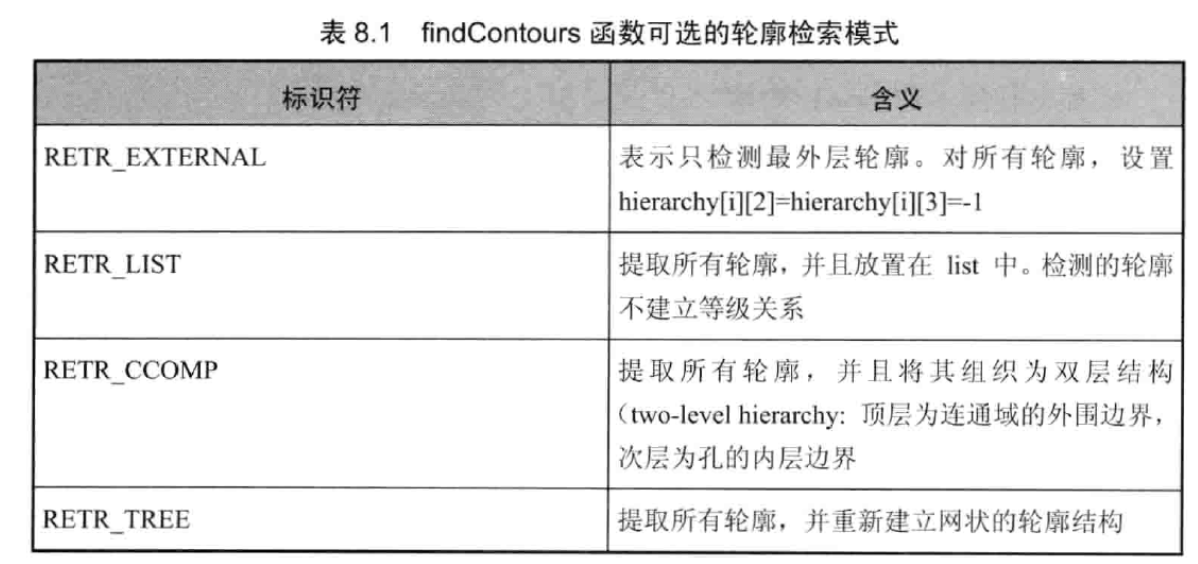 表 8.1 findContours 函数可选的轮廓检索模式
标识符
含义
RETR_EXTERNAL
表示只检测最外层轮廓。对所有轮廓，设置
hierarchy[i][2]=hierarchy[i][3]=-1
RETR_LIST
提取所有轮廓，并且放置在 list 中。检测的轮廓
不建立等级关系
RETR_CCOMP
提取所有轮廓，并且将其组织为双层结构
（two-level hierarchy: 顶层为连通域的外围边界，
次层为孔的内层边界
RETR_TREE
提取所有轮廓，并重新建立网状的轮廓结构